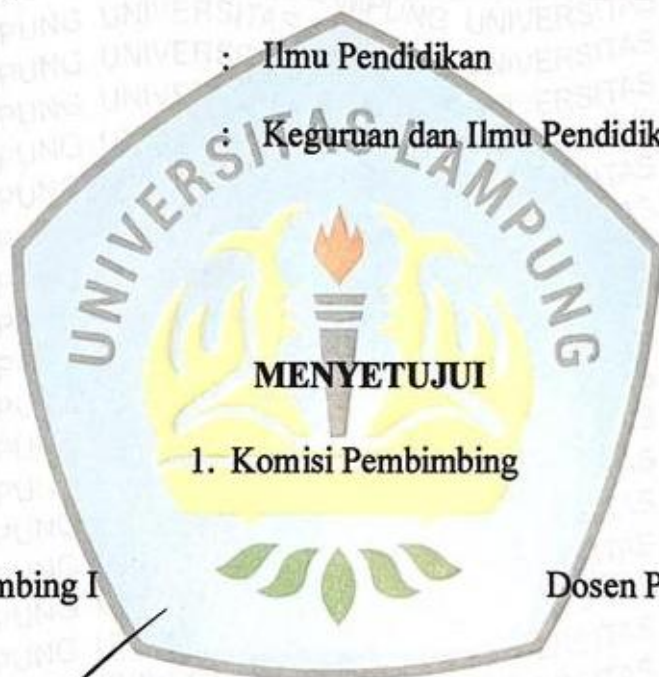 : Ilmu Pendidikan
: Keguruan dan Ilmu Pendidik
UNIVERSITAS LAMPUNG
MENYETUJUI
1. Komisi Pembimbing
mbing I
Dosen P